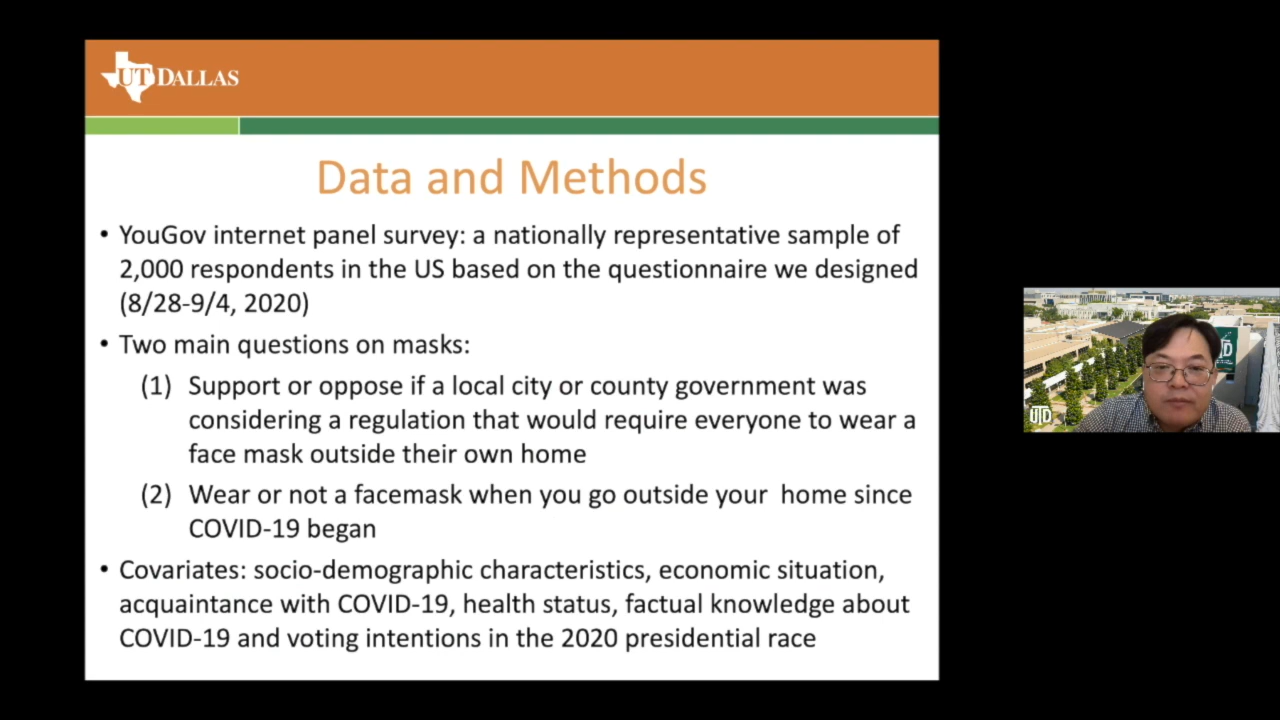 UT DALLAS
Data and Methods
• YouGov internet panel survey: a nationally representative sample of
2,000 respondents in the US based on the questionnaire we designed
(8/28-9/4, 2020)
• Two main questions on masks:
(1) Support or oppose if a local city or county government was
considering a regulation that would require everyone to wear a
face mask outside their own home
(2) Wear or not a facemask when you go outside your  home since
COVID-19 began
• Covariates: socio-demographic characteristics, economic situation,
acquaintance with COVID-19, health status, factual knowledge about
COVID-19 and voting intentions in the 2020 presidential race
UTD